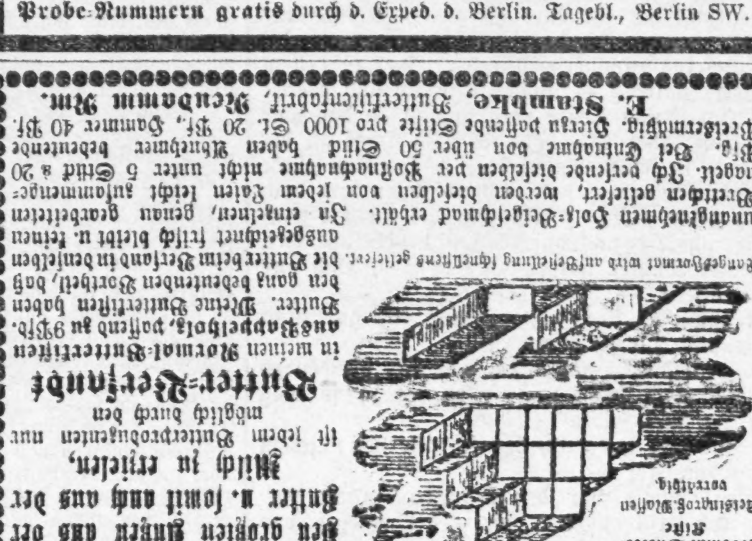 Probe-Nummern gratis durch d. Exped. d. Berlin. Tagebl., Berlin SW.
den größten Nutzen aus der
Butter u. somit auch aus der
Milch zu erzielen,
ist jedem Butterproduzenten nur
möglich durch den
Butter-Versandt
in meinen Normal-Butterkisten
aus Pappelholz, passend zu 9 Pfd.
Butter. Meine Butterkisten haben
den ganz bedeutenden Vortheil, daß
die Butter beim Versand in denselben
ausgezeichnet frisch bleibt u. keinen
unangenehmen Holz-Beigeschmack erhält. In einzelnen, genau gearbeiteten
Brettchen geliefert, werden dieselben von jedem Laien leicht zusammenge-
nagelt. Ich versende dieselben per Postnachnahme nicht unter 5 Stück a 20
Pfg. Bei Entnahme von über 50 Stück haben Abnehmer bedeutende
Preisermäßig. Hierzu passende Stifte pro 1000 St. 20 Pf., Hammer 40 Pf.
E. Stambke, Butterkistenfabrik, Neudamm Nm.
Kiste
vorräthig.
Format wird auf Bestellung schnellstens geliefert.